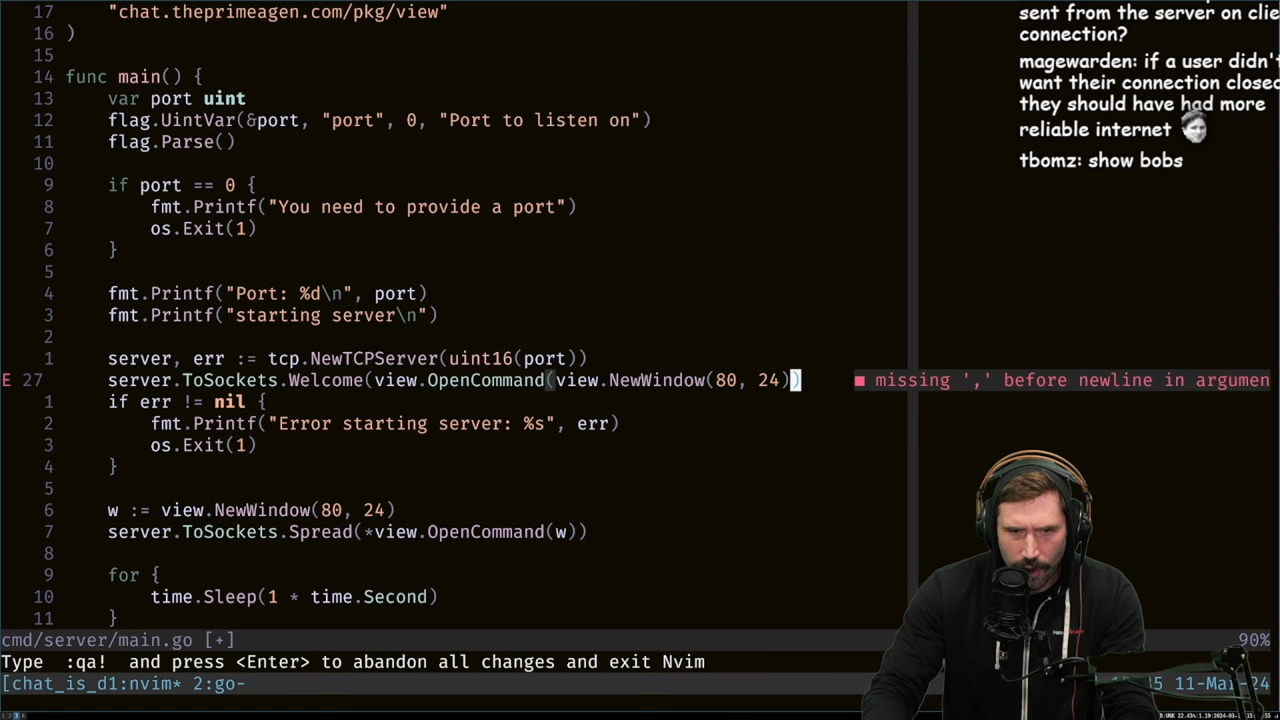 17 "chat.theprimeagen.com/pkg/view"
16 )
15
14 func main() {
13 var port uint
12 flag.UintVar(&port, "port", 0, "Port to listen on")
11 flag.Parse()
10
9 if port == 0 {
8 fmt.Printf("You need to provide a port")
7 os.Exit(1)
6 }
5
4 fmt.Printf("Port: %d\n", port)
3 fmt.Printf("starting server\n")
2
1 server, err := tcp.NewTCPServer(uint16(port))
E 27 server.ToSockets.Welcome(view.OpenCommand(view.NewWindow(80, 24)) ■ missing ',' before newline in argumen
1 if err != nil {
2 fmt.Printf("Error starting server: %s", err)
3 os.Exit(1)
4 }
5
6 w := view.NewWindow(80, 24)
7 server.ToSockets.Spread(*view.OpenCommand(w))
8
9 for {
10 time.Sleep(1 * time.Second)
11 }
cmd/server/main.go [+] 90%
Type :qa! and press <Enter> to abandon all changes and exit Nvim
[chat_is_d1:nvim* 2:go- 45 11-Mar-24
sent from the server on clie
connection?
magewarden: if a user didn't
want their connection closed
they should have had more
reliable internet
tbomz: show bobs